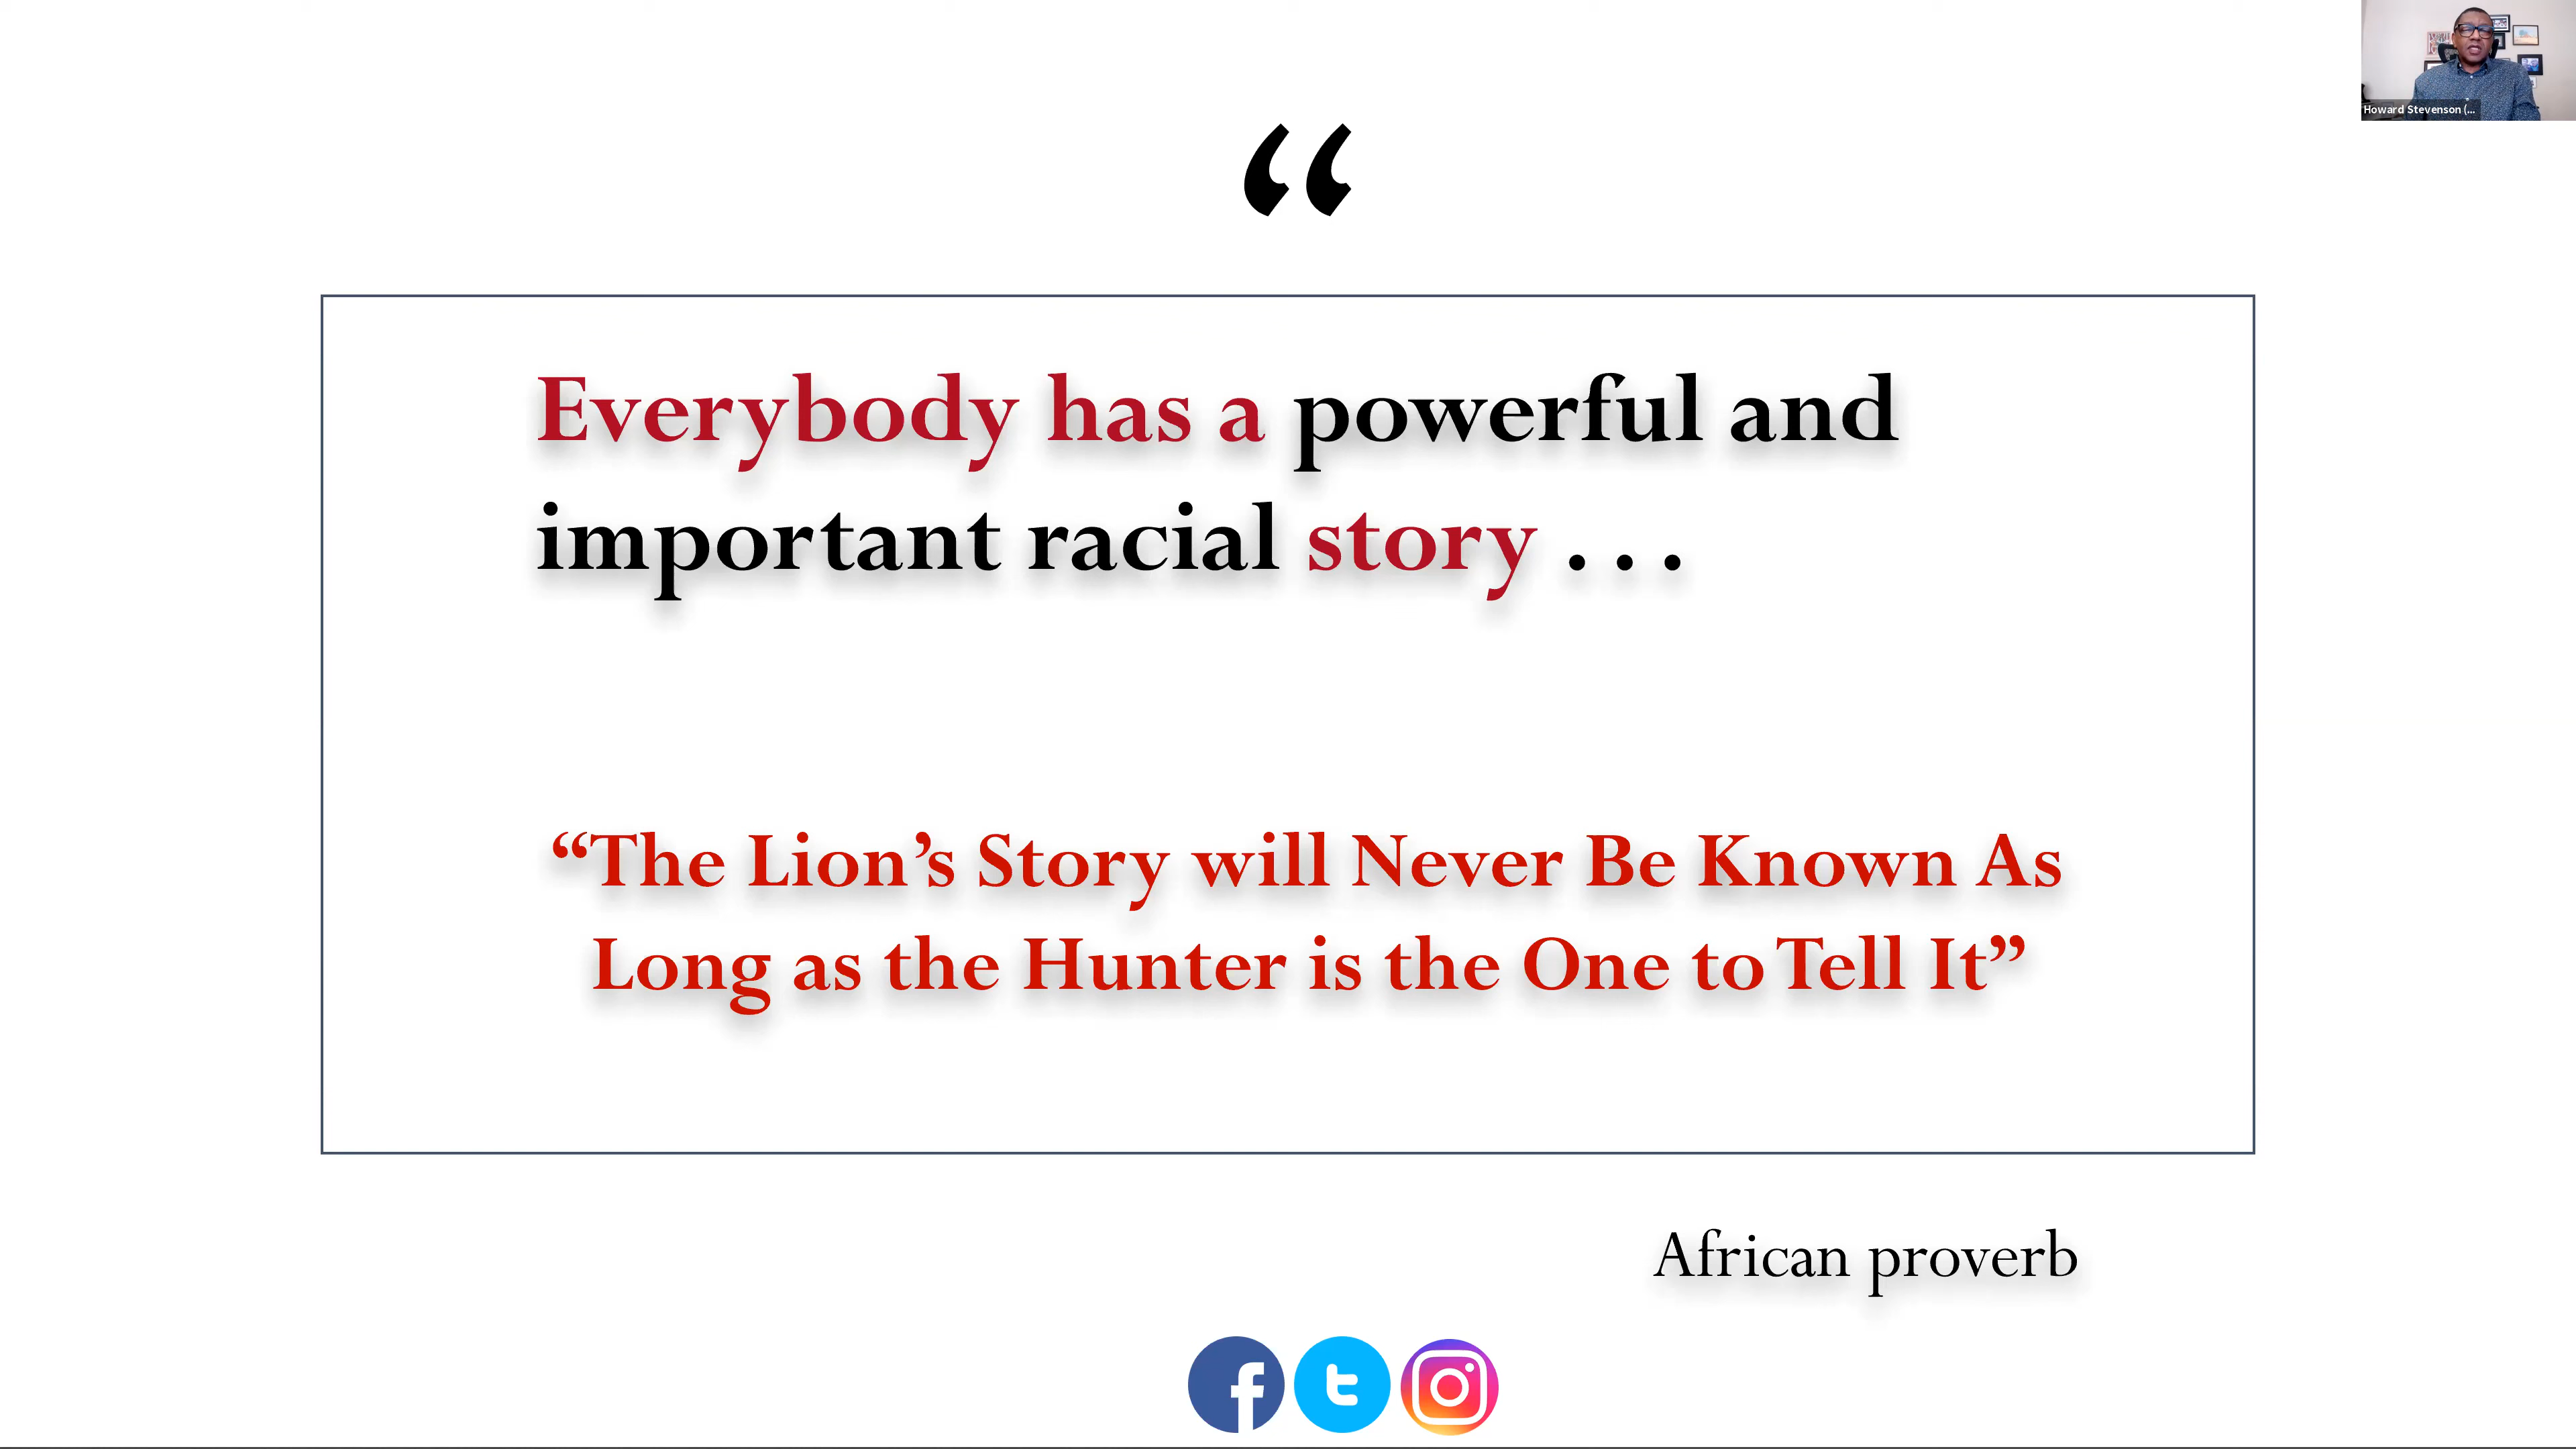 Howard Stevenson (...
“
Everybody has a powerful and
important racial story . . .
“The Lion’s Story will Never Be Known As
Long as the Hunter is the One to Tell It”
African proverb